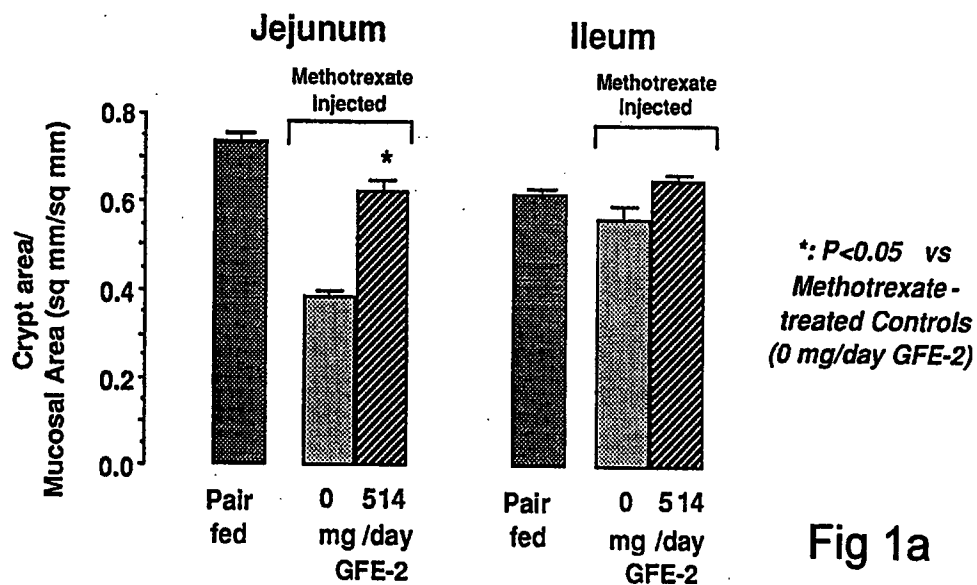 Jejunum
Ileum
Methotrexate
Injected
Methotrexate
Injected
*
0.8
0.6
0.4
0.2
0.0
Crypt area/
Mucosal Area (sq mm/sq mm)
Pair
fed
0 514
mg /day
GFE-2
Pair
fed
0 514
mg /day
GFE-2
*: P<0.05 vs
Methotrexate-
treated Controls
(0 mg/day GFE-2)
Fig 1a